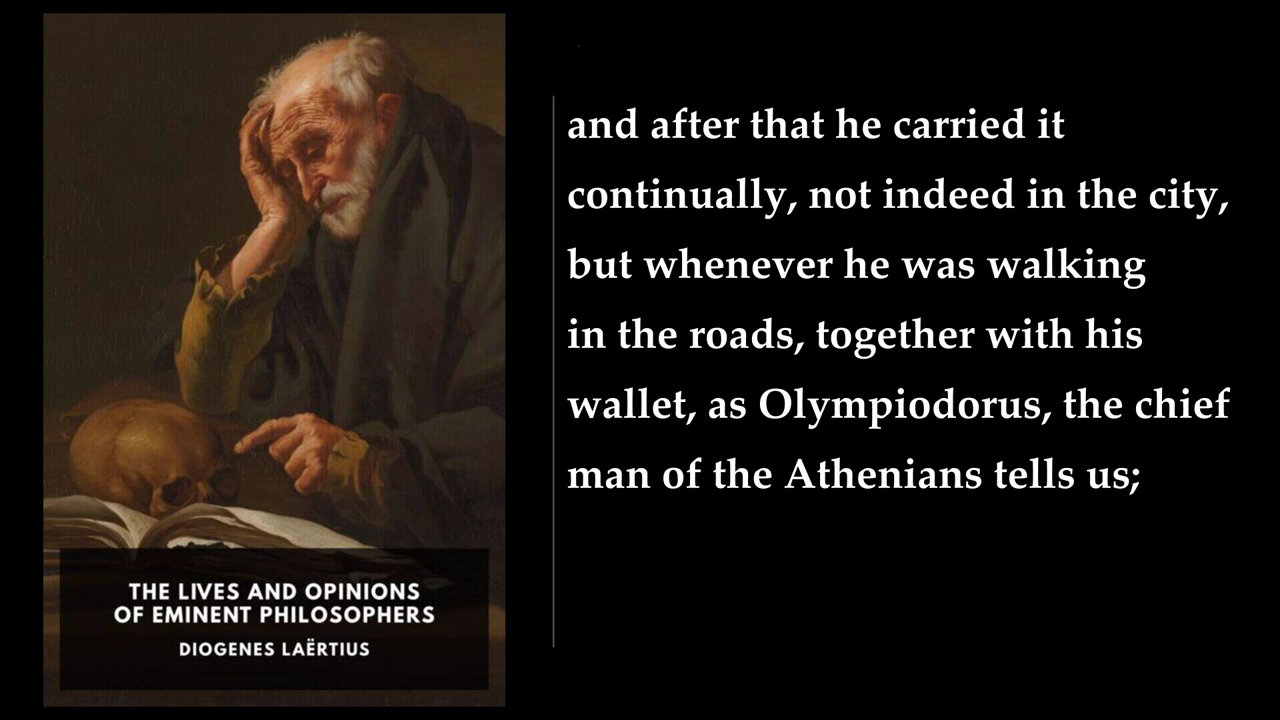 THE LIVES AND OPINIONS
OF EMINENT PHILOSOPHERS
DIOGENES LAËRTIUS
and after that he carried it
continually, not indeed in the city,
but whenever he was walking
in the roads, together with his
wallet, as Olympiodorus, the chief
man of the Athenians tells us;